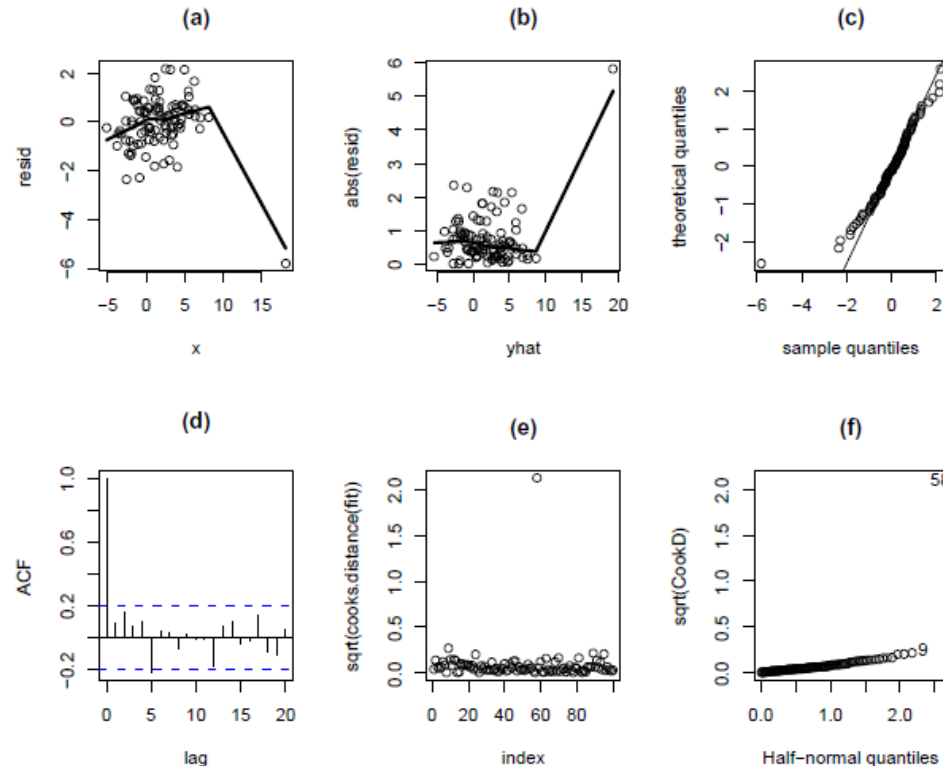 (a)
resid
2
0
−2
−4
−6
−5 0 5 10 15
x
(b)
abs(resid)
6
5
4
3
2
1
0
−5 0 5 10 15 20
yhat
(c)
theoretical quantiles
2
1
0
−1
−2
−6 −4 −2 0 2
sample quantiles
(d)
ACF
1.0
0.6
0.2
−0.2
0 5 10 15 20
lag
(e)
sqrt(cooks.distance(fit))
2.0
1.5
1.0
0.5
0.0
0 20 40 60 80
index
(f)
sqrt(CookD)
2.0
1.5
1.0
0.5
0.0
58
9
0.0 1.0 2.0
Half−normal quantiles